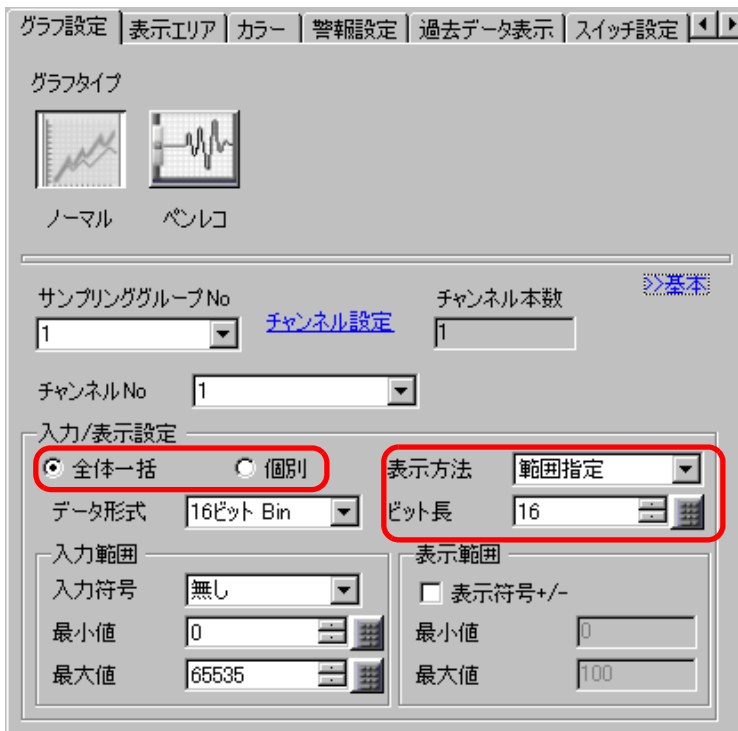 グラフ設定 表示エリア カラー 警報設定 過去データ表示 スイッチ設定
グラフタイプ
ノーマル ペンレコ
>>基本
サンプリンググループNo チャンネル設定 チャンネル本数
1 1
チャンネルNo 1
入力/表示設定
全体一括 個別 表示方法 範囲指定
データ形式 16ビット Bin ビット長 16
入力範囲 表示範囲
入力符号 無し 表示符号+/-
最小値 0 最小値 0
最大値 65535 最大値 100